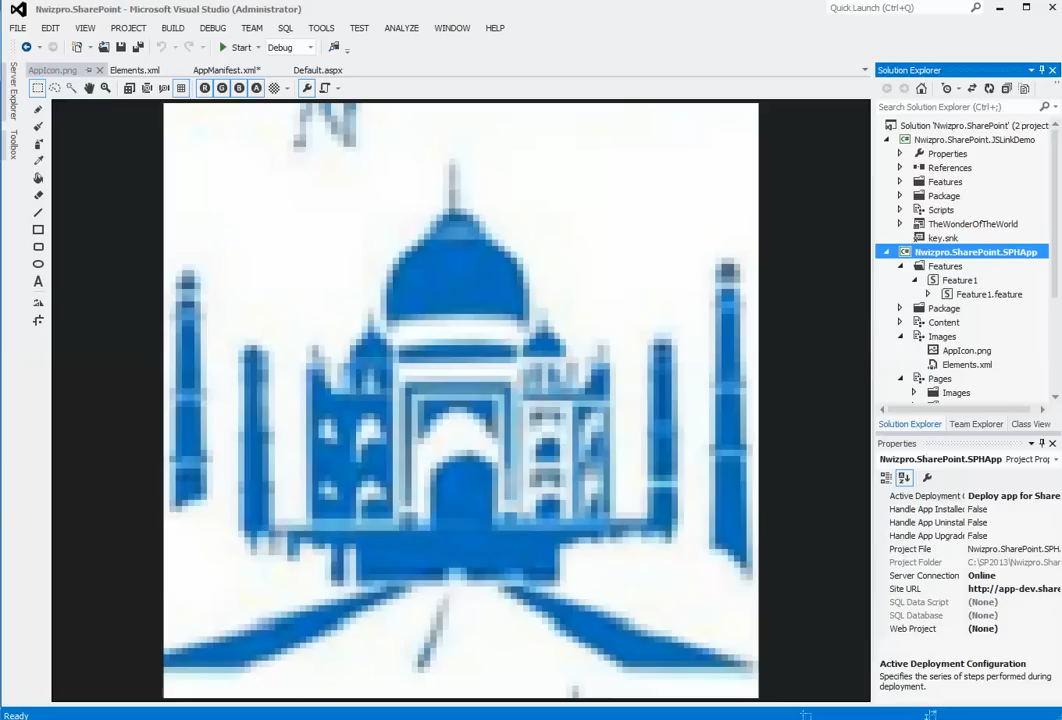 Nwizpro.SharePoint - Microsoft Visual Studio (Administrator)
Quick Launch (Ctrl+Q)
FILE EDIT VIEW PROJECT BUILD DEBUG TEAM SQL TOOLS TEST ANALYZE WINDOW HELP
Start Debug
AppIcon.png Elements.xml AppManifest.xml* Default.aspx
R G B A
Server Explorer
Toolbox
A
N
Solution Explorer
Search Solution Explorer (Ctrl+;)
Solution 'Nwizpro.SharePoint' (2 project
Nwizpro.SharePoint.JSLinkDemo
Properties
References
Features
Package
Scripts
TheWonderOfTheWorld
key.snk
Nwizpro.SharePoint.SPHApp
Features
Feature1
Feature1.feature
Package
Content
Images
AppIcon.png
Elements.xml
Pages
Images
Solution Explorer Team Explorer Class View
Properties
Nwizpro.SharePoint.SPHApp Project Prop
Active Deployment C Deploy app for Share
Handle App Installed False
Handle App Uninstal False
Handle App Upgrade False
Project File Nwizpro.SharePoint.SPH
Project Folder C:\SP2013\Nwizpro.Shar
Server Connection Online
Site URL http://app-dev.share
SQL Data Script (None)
SQL Database (None)
Web Project (None)
Active Deployment Configuration
Specifies the series of steps performed during
deployment.
Ready